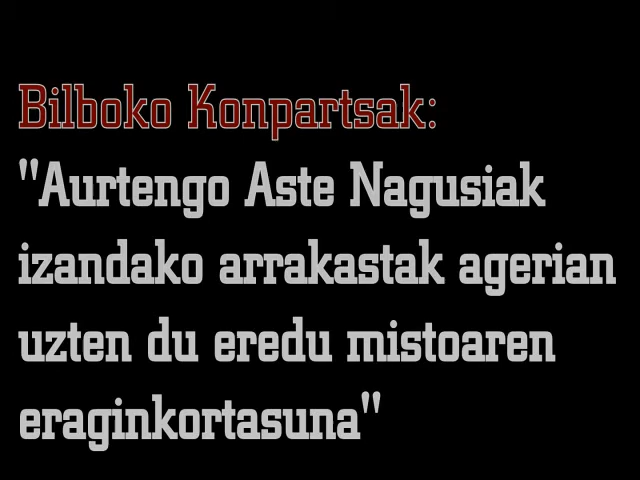 Bilboko Konpartsak:
"Aurtengo Aste Nagusiak
izandako arrakastak agerian
uzten du eredu mistoaren
eraginkortasuna"